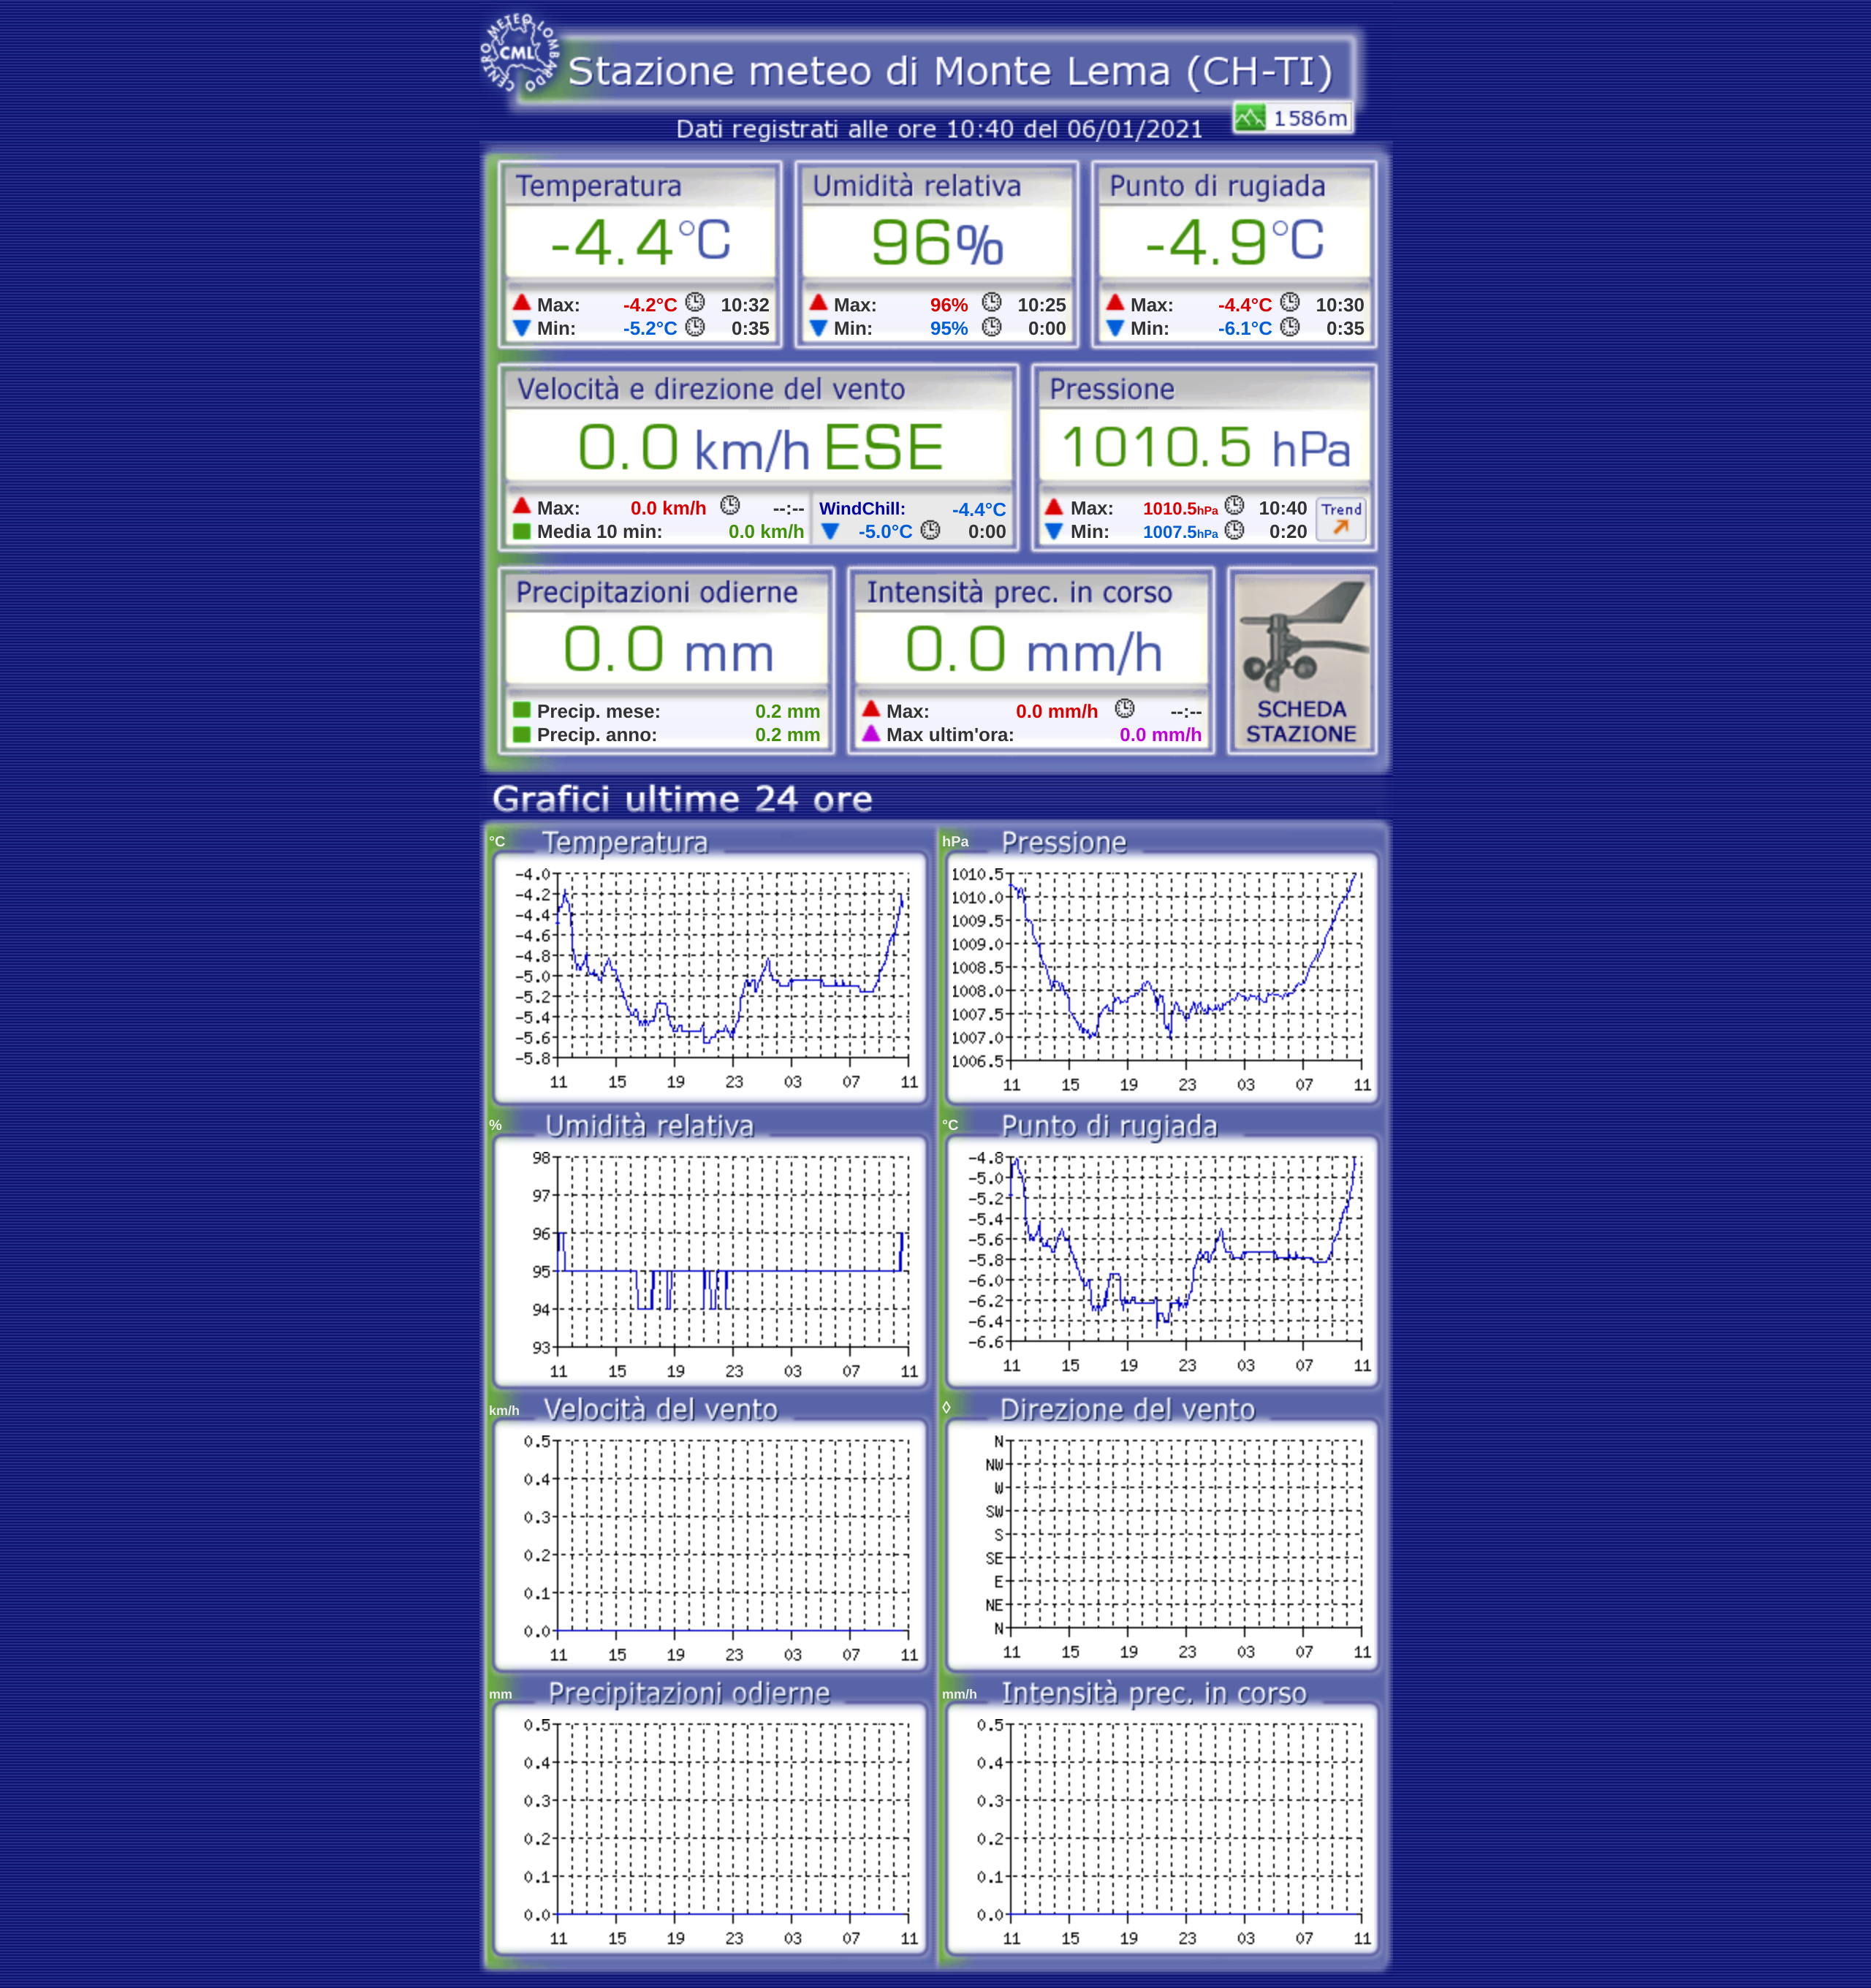 CENTRO METEO LOMBARDO
CML
Stazione meteo di Monte Lema (CH-TI)
1586m
Dati registrati alle ore 10:40 del 06/01/2021
Temperatura
-4.4°C
Max: -4.2°C 10:32
Min: -5.2°C 0:35
Umidità relativa
96%
Max: 96% 10:25
Min: 95% 0:00
Punto di rugiada
-4.9°C
Max: -4.4°C 10:30
Min: -6.1°C 0:35
Velocità e direzione del vento
0.0 km/h ESE
Max: 0.0 km/h --:--
Media 10 min: 0.0 km/h
WindChill: -4.4°C
-5.0°C 0:00
Pressione
1010.5 hPa
Max: 1010.5hPa 10:40
Min: 1007.5hPa 0:20
Trend
Precipitazioni odierne
0.0 mm
Precip. mese: 0.2 mm
Precip. anno: 0.2 mm
Intensità prec. in corso
0.0 mm/h
Max: 0.0 mm/h --:--
Max ultim'ora: 0.0 mm/h
SCHEDA
STAZIONE
Grafici ultime 24 ore
°C Temperatura
-4.0
-4.2
-4.4
-4.6
-4.8
-5.0
-5.2
-5.4
-5.6
-5.8
11 15 19 23 03 07 11
hPa Pressione
1010.5
1010.0
1009.5
1009.0
1008.5
1008.0
1007.5
1007.0
1006.5
11 15 19 23 03 07 11
% Umidità relativa
98
97
96
95
94
93
11 15 19 23 03 07 11
°C Punto di rugiada
-4.8
-5.0
-5.2
-5.4
-5.6
-5.8
-6.0
-6.2
-6.4
-6.6
11 15 19 23 03 07 11
km/h Velocità del vento
0.5
0.4
0.3
0.2
0.1
0.0
11 15 19 23 03 07 11
◊ Direzione del vento
N
NW
W
SW
S
SE
E
NE
N
11 15 19 23 03 07 11
mm Precipitazioni odierne
0.5
0.4
0.3
0.2
0.1
0.0
11 15 19 23 03 07 11
mm/h Intensità prec. in corso
0.5
0.4
0.3
0.2
0.1
0.0
11 15 19 23 03 07 11